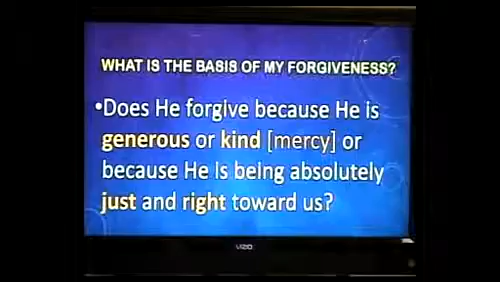 WHAT IS THE BASIS OF MY FORGIVENESS?
•Does He forgive because He is
generous or kind [mercy] or
because He is being absolutely
just and right toward us?
VIZIO